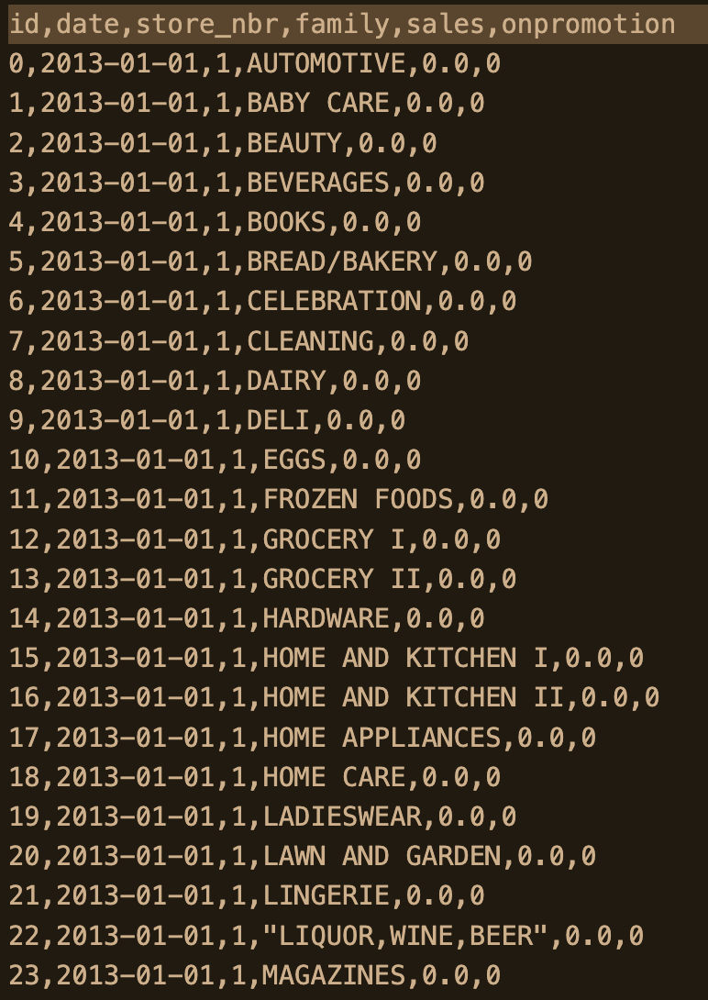 id,date,store_nbr,family,sales,onpromotion
0,2013-01-01,1,AUTOMOTIVE,0.0,0
1,2013-01-01,1,BABY CARE,0.0,0
2,2013-01-01,1,BEAUTY,0.0,0
3,2013-01-01,1,BEVERAGES,0.0,0
4,2013-01-01,1,BOOKS,0.0,0
5,2013-01-01,1,BREAD/BAKERY,0.0,0
6,2013-01-01,1,CELEBRATION,0.0,0
7,2013-01-01,1,CLEANING,0.0,0
8,2013-01-01,1,DAIRY,0.0,0
9,2013-01-01,1,DELI,0.0,0
10,2013-01-01,1,EGGS,0.0,0
11,2013-01-01,1,FROZEN FOODS,0.0,0
12,2013-01-01,1,GROCERY I,0.0,0
13,2013-01-01,1,GROCERY II,0.0,0
14,2013-01-01,1,HARDWARE,0.0,0
15,2013-01-01,1,HOME AND KITCHEN I,0.0,0
16,2013-01-01,1,HOME AND KITCHEN II,0.0,0
17,2013-01-01,1,HOME APPLIANCES,0.0,0
18,2013-01-01,1,HOME CARE,0.0,0
19,2013-01-01,1,LADIESWEAR,0.0,0
20,2013-01-01,1,LAWN AND GARDEN,0.0,0
21,2013-01-01,1,LINGERIE,0.0,0
22,2013-01-01,1,"LIQUOR,WINE,BEER",0.0,0
23,2013-01-01,1,MAGAZINES,0.0,0